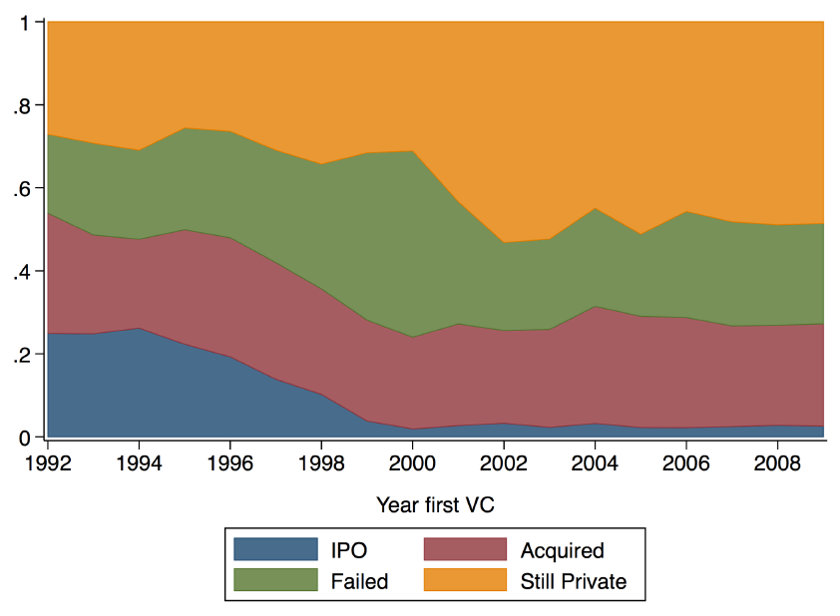 1
.8
.6
.4
.2
0
1992 1994 1996 1998 2000 2002 2004 2006 2008
Year first VC
IPO Acquired
Failed Still Private